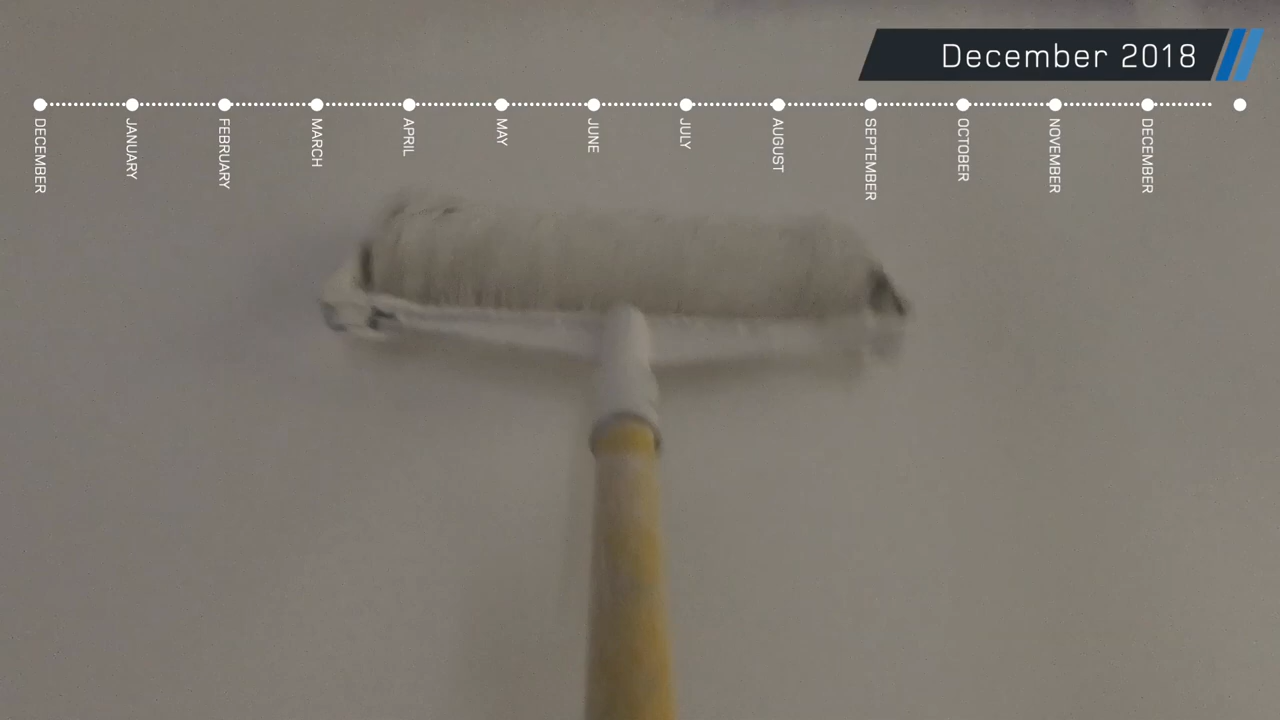 December 2018
DECEMBER
JANUARY
FEBRUARY
MARCH
APRIL
MAY
JUNE
JULY
AUGUST
SEPTEMBER
OCTOBER
NOVEMBER
DECEMBER